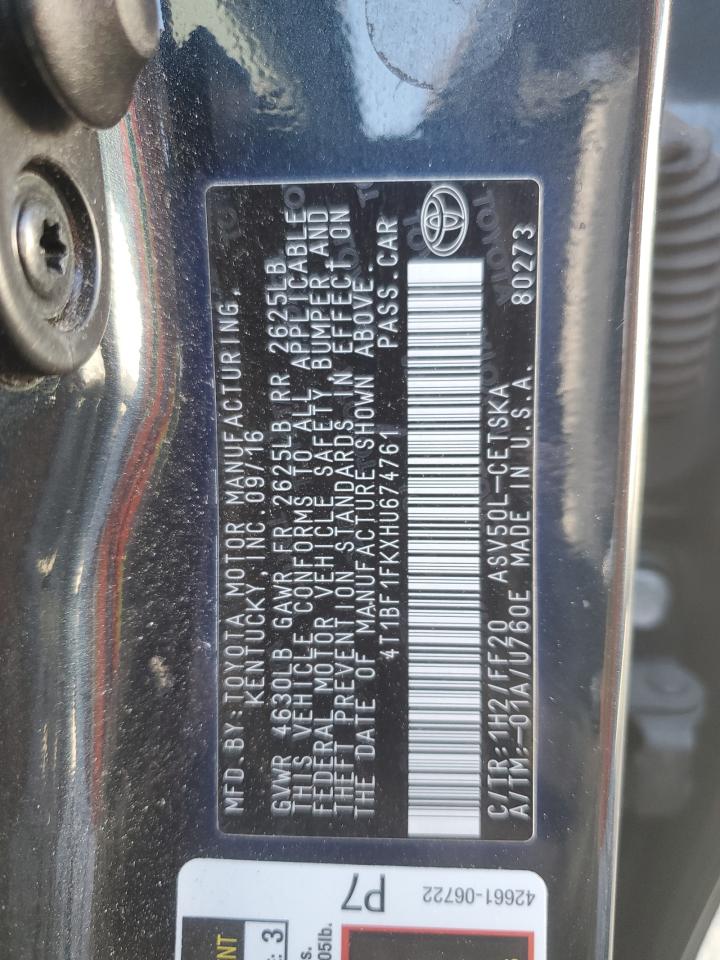 MFD. BY: TOYOTA MOTOR MANUFACTURING,
KENTUCKY, INC. 09/16
GVWR 4630LB GAWR FR 2625LB RR 2625LB
THIS VEHICLE CONFORMS TO ALL APPLICABLE
FEDERAL MOTOR VEHICLE SAFETY, BUMPER AND
THEFT PREVENTION STANDARDS IN EFFECT ON
THE DATE OF MANUFACTURE SHOWN ABOVE.
4T1BF1FKXHU674761 PASS. CAR
C/TR: 1H2/FF20 ASV50L-CETSKA
A/TM: -01A/U760E MADE IN U.S.A. 80273
TOYOTA
P7
42661-06722
3
05lb.